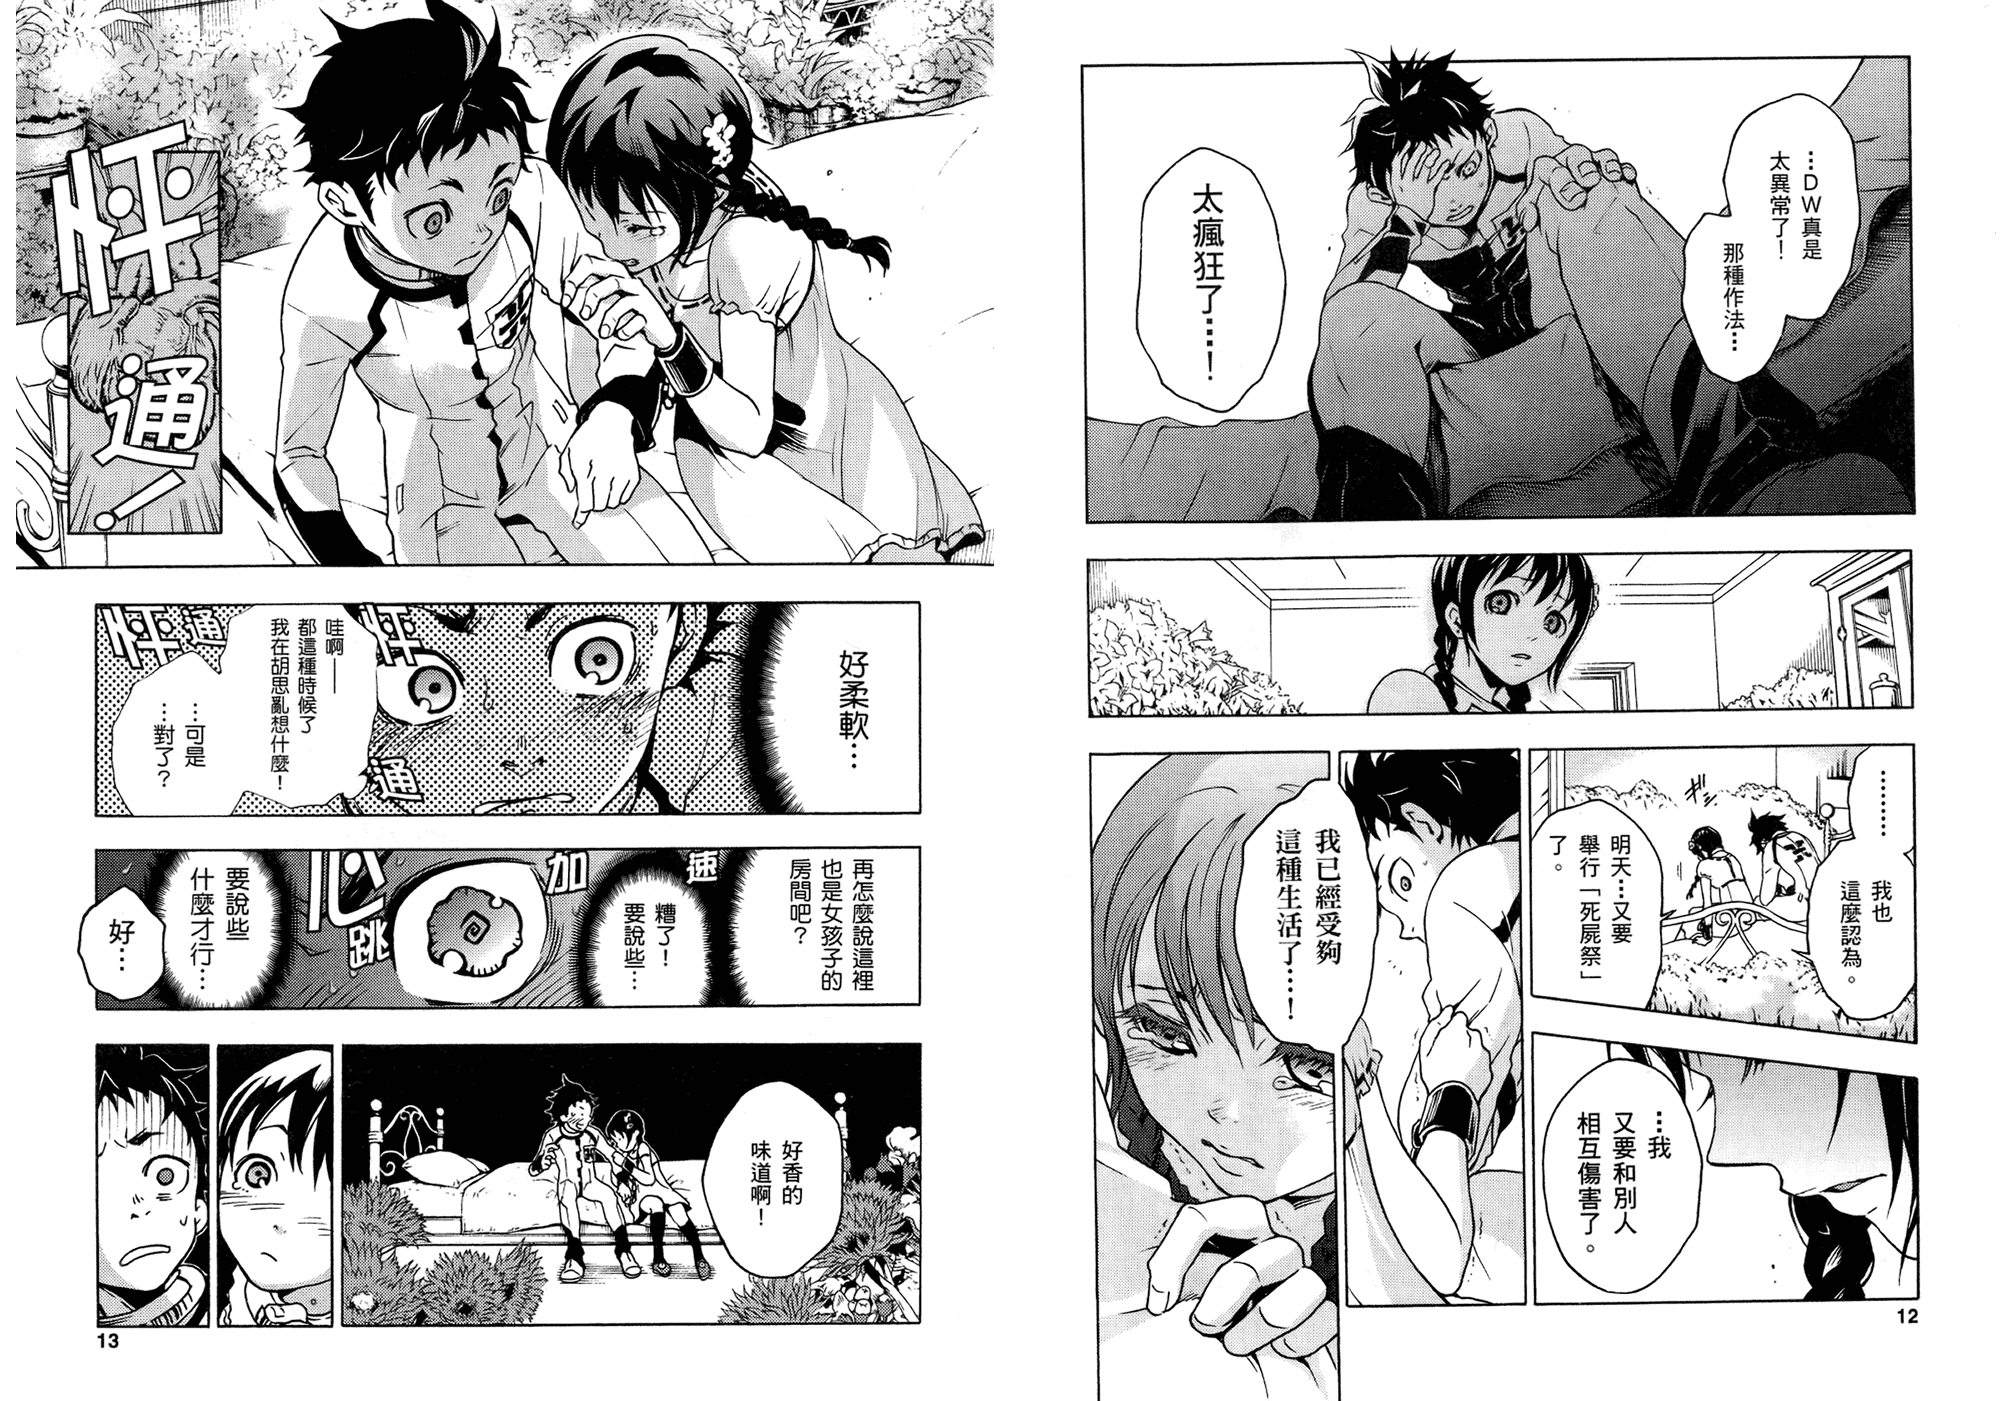 …DW真是
太異常了！
那種作法…
太瘋狂了……！
………
我也
這麼認為。
ギシ
明天…又要
舉行「死屍祭」
了。
…我
又要和別人
相互傷害了。
我已經受夠
這種生活了……！
12
怦通！
好柔軟…
怦
通
哇啊——
都這種時候了
我在胡思亂想什麼！
…可是
…對了？
怦
通
再怎麼說這裡
也是女孩子的
房間吧？
心跳加速
糟了！
要說些…
要說些
什麼才行…
好…
好香的
味道啊！
13